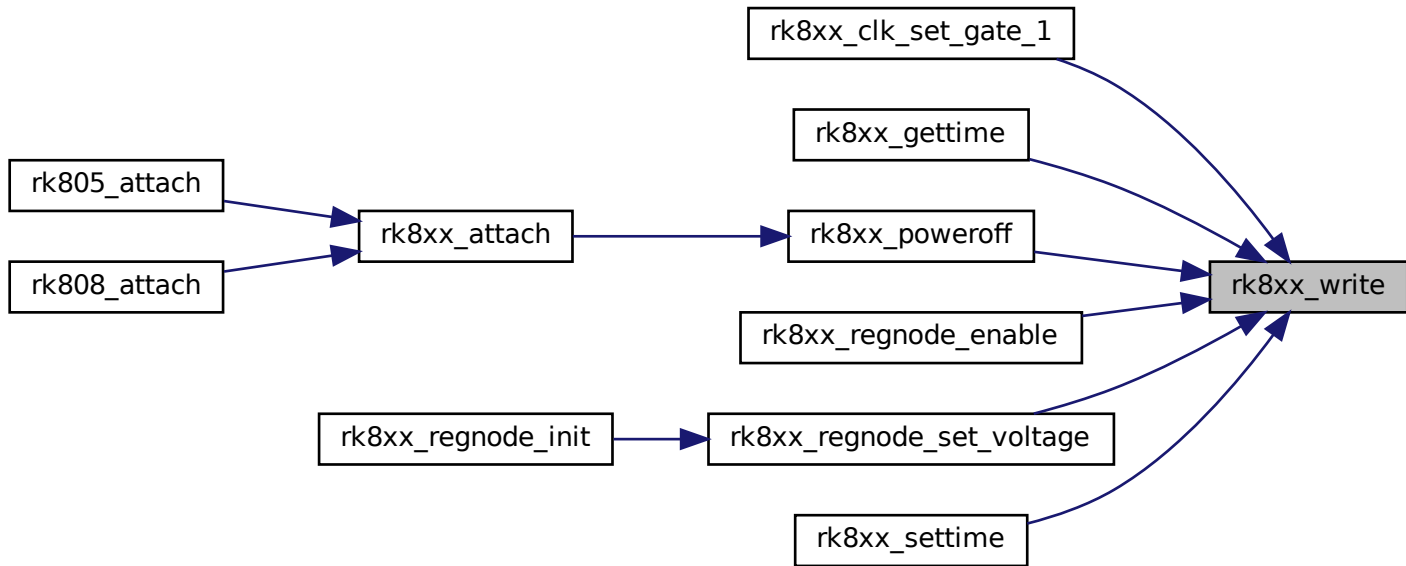 rk8xx_clk_set_gate_1
rk8xx_gettime
rk805_attach
rk8xx_attach
rk8xx_poweroff
rk808_attach
rk8xx_write
rk8xx_regnode_enable
rk8xx_regnode_init
rk8xx_regnode_set_voltage
rk8xx_settime